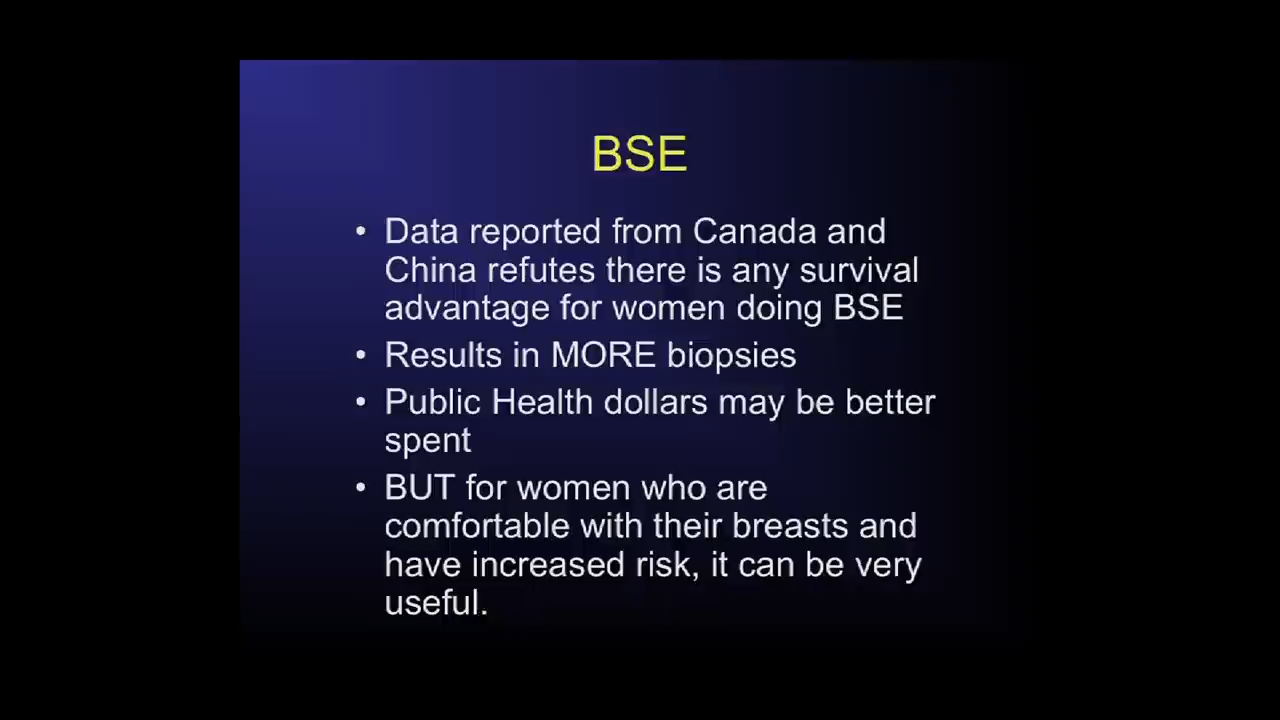 BSE
• Data reported from Canada and
China refutes there is any survival
advantage for women doing BSE
• Results in MORE biopsies
• Public Health dollars may be better
spent
• BUT for women who are
comfortable with their breasts and
have increased risk, it can be very
useful.